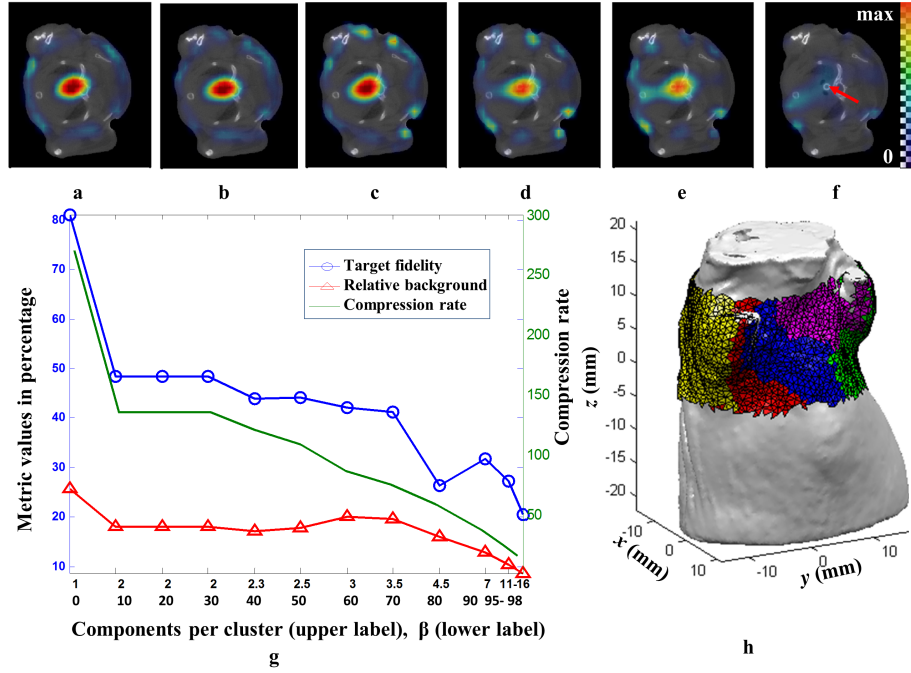 max
0
a b c d e f
Target fidelity
Relative background
Compression rate
Metric values in percentage
80
70
60
50
40
30
20
10
300
250
200
150
100
50
Compression rate
1 2 2 2 2.3 2.5 3 3.5 4.5 7 11-16
0 10 20 30 40 50 60 70 80 90 95- 98
Components per cluster (upper label), β (lower label)
g
20
15
10
5
0
-5
-10
-15
-20
z (mm)
-10
0
10
x (mm)
-10
0
10
y (mm)
h